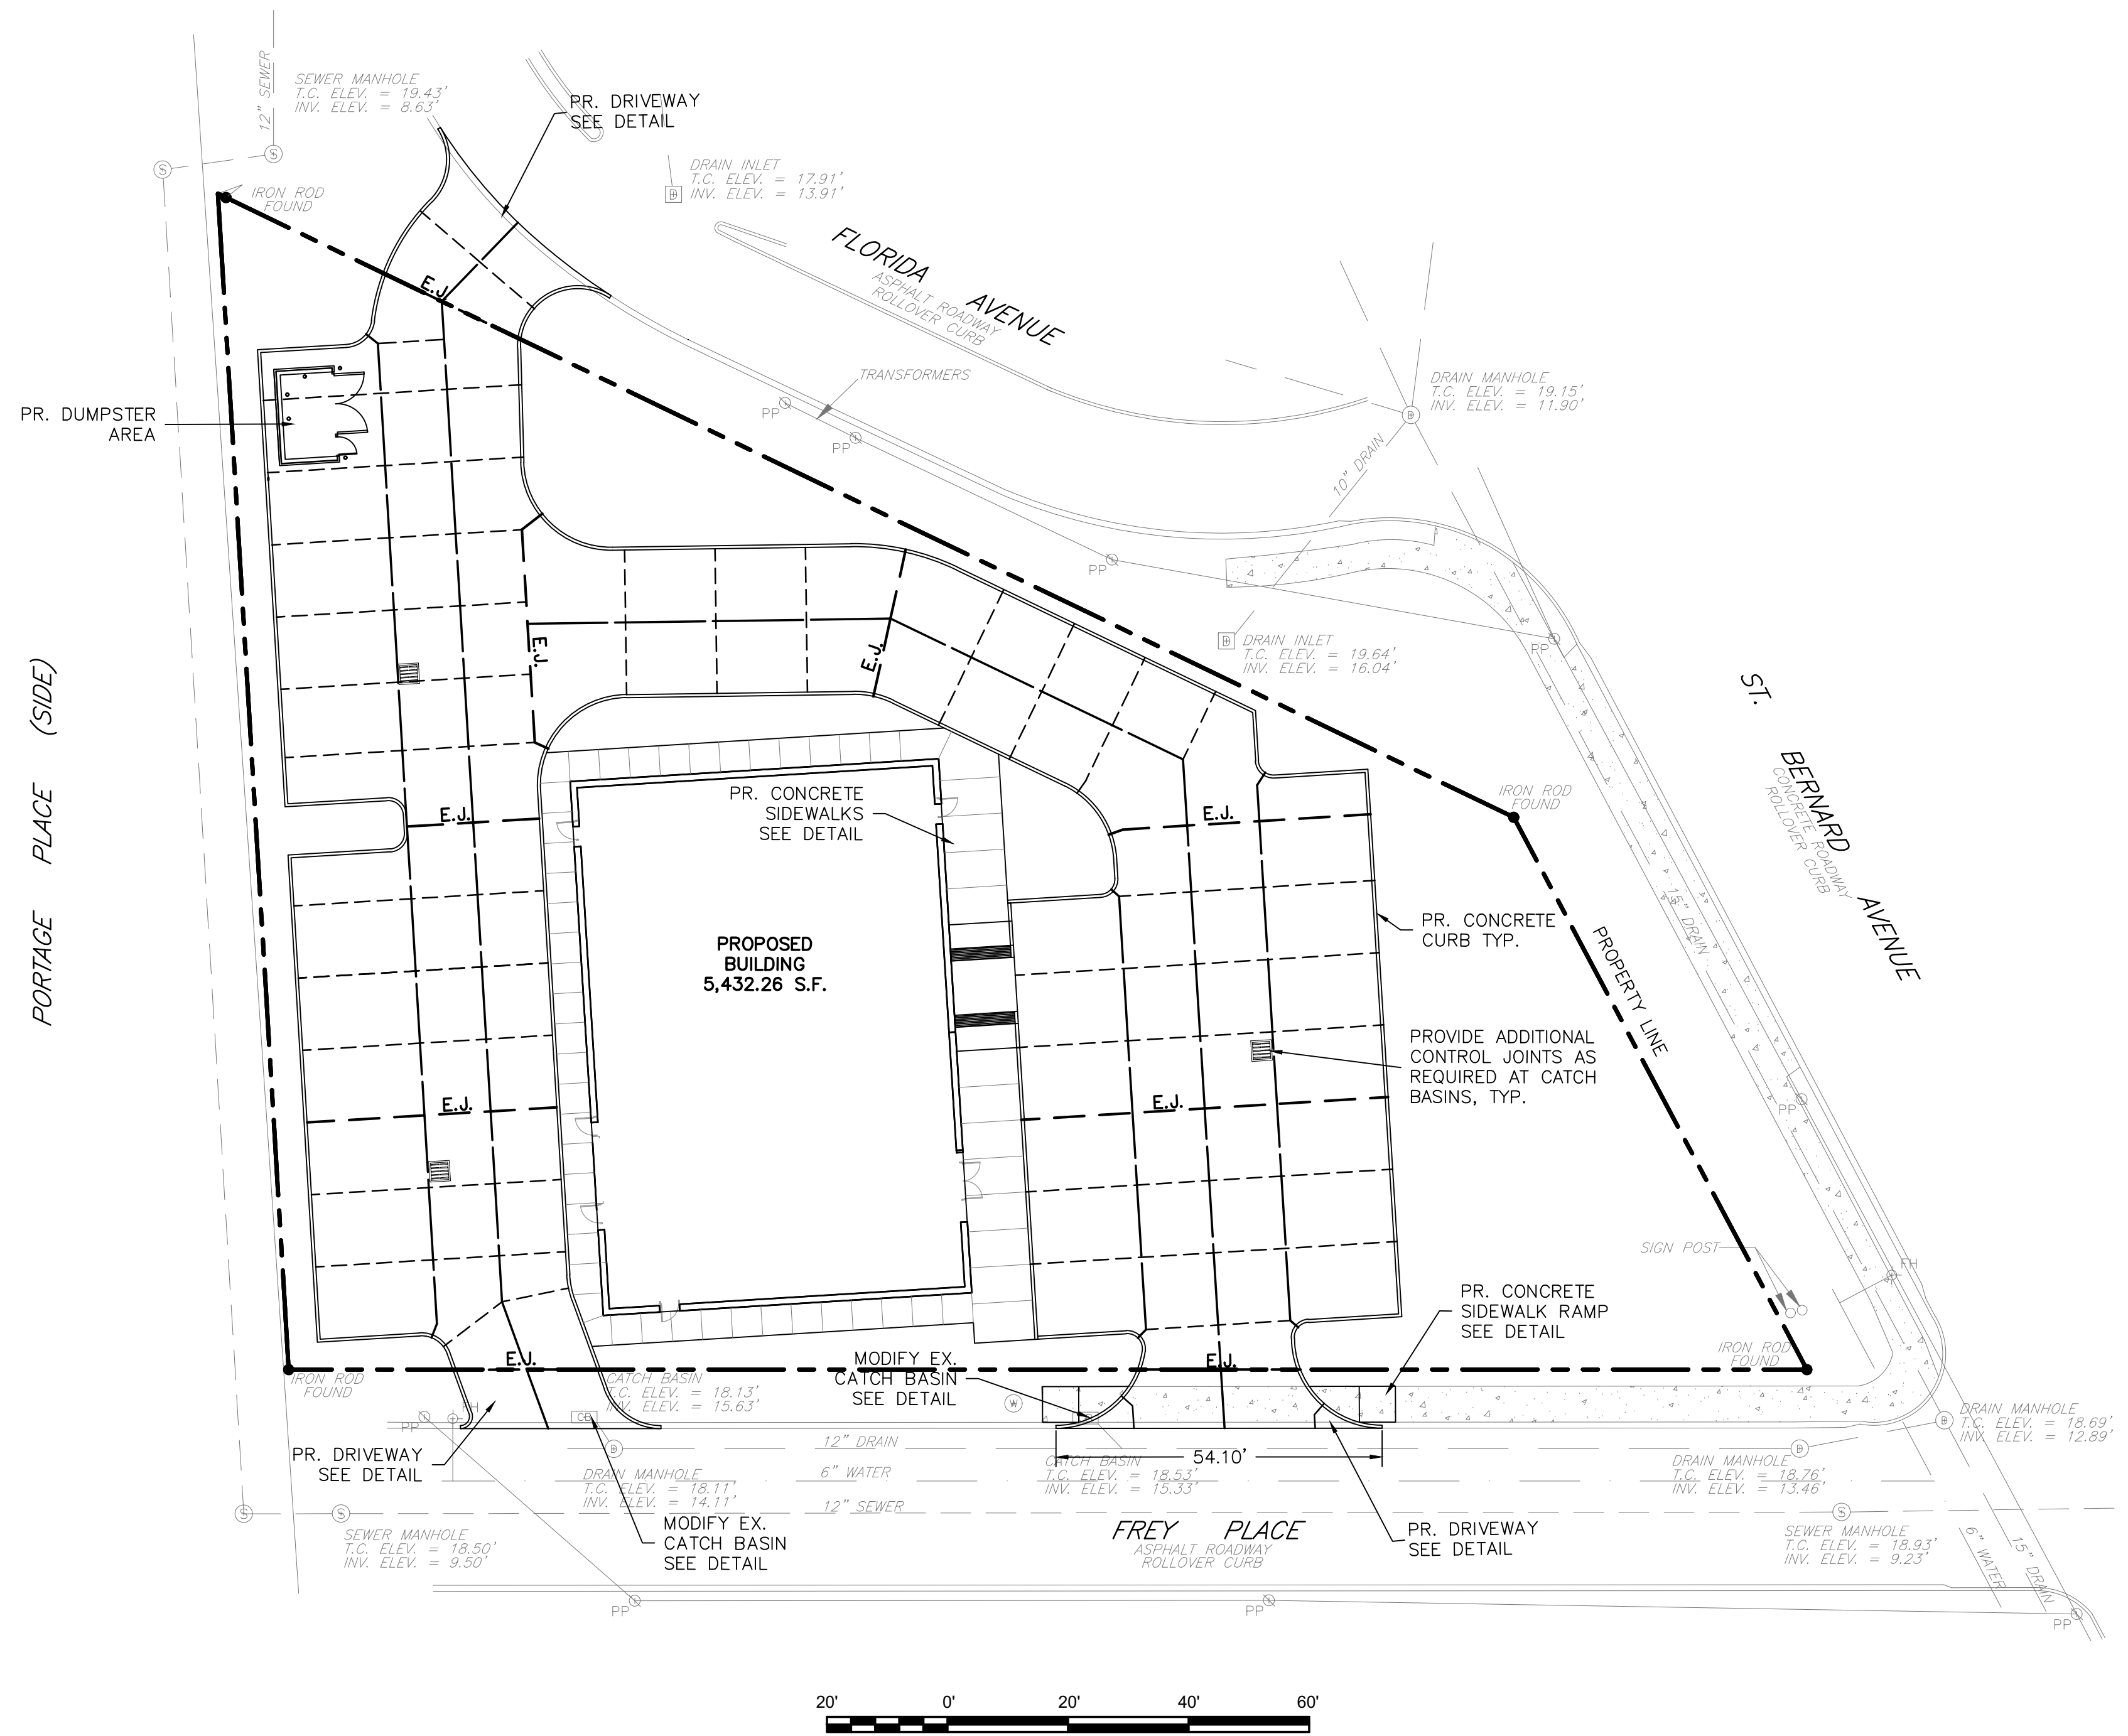 12" SEWER
SEWER MANHOLE
T.C. ELEV. = 19.43'
INV. ELEV. = 8.63'
PR. DRIVEWAY
SEE DETAIL
S
S
IRON ROD
FOUND
D
DRAIN INLET
T.C. ELEV. = 17.91'
INV. ELEV. = 13.91'
FLORIDA AVENUE
ASPHALT ROADWAY
ROLLOVER CURB
E.J.
TRANSFORMERS
PP
PP
DRAIN MANHOLE
T.C. ELEV. = 19.15'
INV. ELEV. = 11.90'
D
10" DRAIN
PR. DUMPSTER
AREA
PP
PP
D
DRAIN INLET
T.C. ELEV. = 19.64'
INV. ELEV. = 16.04'
E.J.
E.J.
PORTAGE PLACE (SIDE)
ST. BERNARD AVENUE
CONCRETE ROADWAY
ROLLOVER CURB
IRON ROD
FOUND
E.J.
E.J.
PR. CONCRETE
SIDEWALKS
SEE DETAIL
15" DRAIN
PR. CONCRETE
CURB TYP.
PROPERTY LINE
PROPOSED
BUILDING
5,432.26 S.F.
PROVIDE ADDITIONAL
CONTROL JOINTS AS
REQUIRED AT CATCH
BASINS, TYP.
E.J.
E.J.
PP
SIGN POST
FH
PR. CONCRETE
SIDEWALK RAMP
SEE DETAIL
IRON ROD
FOUND
E.J.
E.J.
MODIFY EX.
CATCH BASIN
SEE DETAIL
IRON ROD
FOUND
CATCH BASIN
T.C. ELEV. = 18.13'
INV. ELEV. = 15.63'
W
FH
PP
CB
D
12" DRAIN
54.10'
D
D
DRAIN MANHOLE
T.C. ELEV. = 18.69'
INV. ELEV. = 12.89'
PR. DRIVEWAY
SEE DETAIL
DRAIN MANHOLE
T.C. ELEV. = 18.11'
INV. ELEV. = 14.11'
6" WATER
CATCH BASIN
T.C. ELEV. = 18.53'
INV. ELEV. = 15.33'
DRAIN MANHOLE
T.C. ELEV. = 18.76'
INV. ELEV. = 13.46'
S
S
12" SEWER
S
SEWER MANHOLE
T.C. ELEV. = 18.50'
INV. ELEV. = 9.50'
MODIFY EX.
CATCH BASIN
SEE DETAIL
FREY PLACE
ASPHALT ROADWAY
ROLLOVER CURB
PR. DRIVEWAY
SEE DETAIL
SEWER MANHOLE
T.C. ELEV. = 18.93'
INV. ELEV. = 9.23'
6" WATER
15" DRAIN
PP
PP
PP
20' 0' 20' 40' 60'